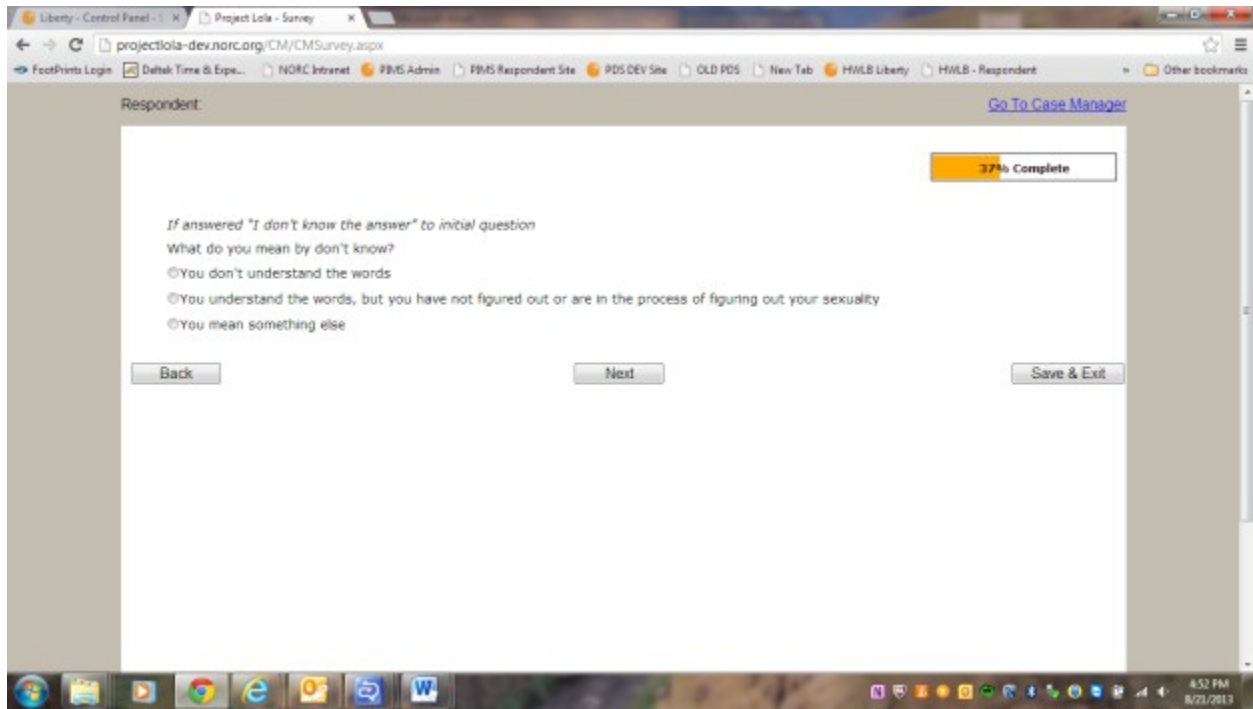 Liberty - Control Panel - S
Project Lola - Survey
projectlola-dev.norc.org/CM/CMSurvey.aspx
FootPrints Login Deltek Time & Expe... NORC Intranet PIMS Admin PIMS Respondent Site PDS DEV Site OLD PDS New Tab HWLB Liberty HWLB - Respondent » Other bookmarks
Respondent: Go To Case Manager
37% Complete
If answered "I don't know the answer" to initial question
What do you mean by don't know?
You don't understand the words
You understand the words, but you have not figured out or are in the process of figuring out your sexuality
You mean something else
Back Next Save & Exit
4:52 PM
8/21/2013